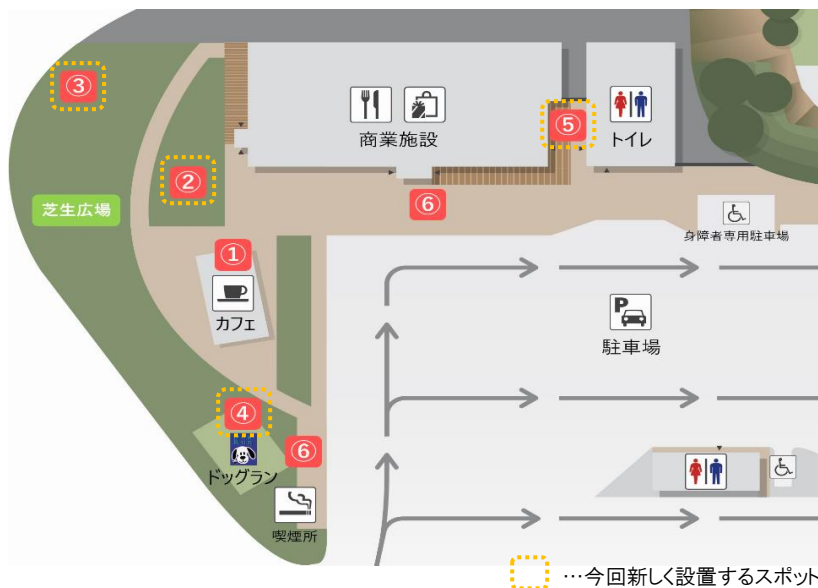 ③
⑤
商業施設
トイレ
②
⑥
芝生広場
身障者専用駐車場
①
カフェ
P
駐車場
④
⑥
ドッグラン
喫煙所
…今回新しく設置するスポット